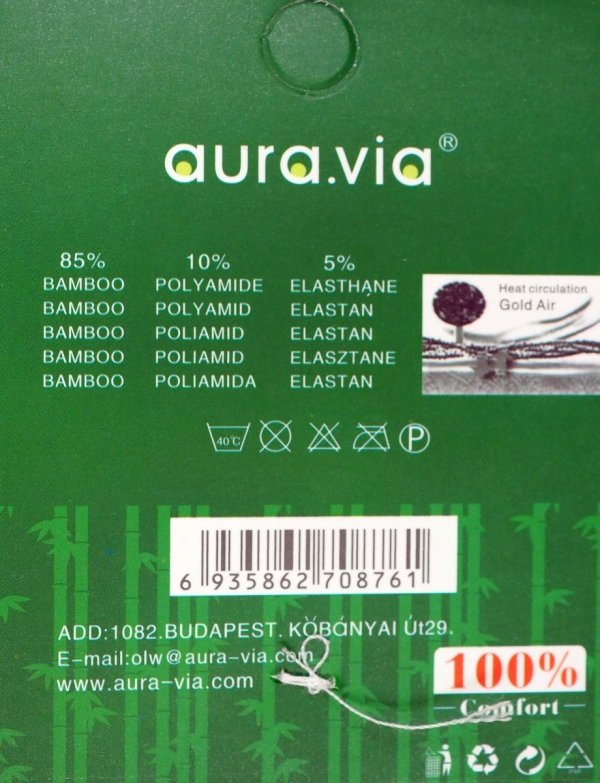 aura.via®
85% 10% 5%
BAMBOO POLYAMIDE ELASTHANE
BAMBOO POLYAMID ELASTAN
BAMBOO POLIAMID ELASTAN
BAMBOO POLIAMID ELASZTANE
BAMBOO POLIAMIDA ELASTAN
Heat circulation
Gold Air
40°C P
6 935862 708761
ADD:1082.BUDAPEST. KŐBáNYAI Út29.
E-mail:olw@aura-via.com
www.aura-via.com
100%
Comfort